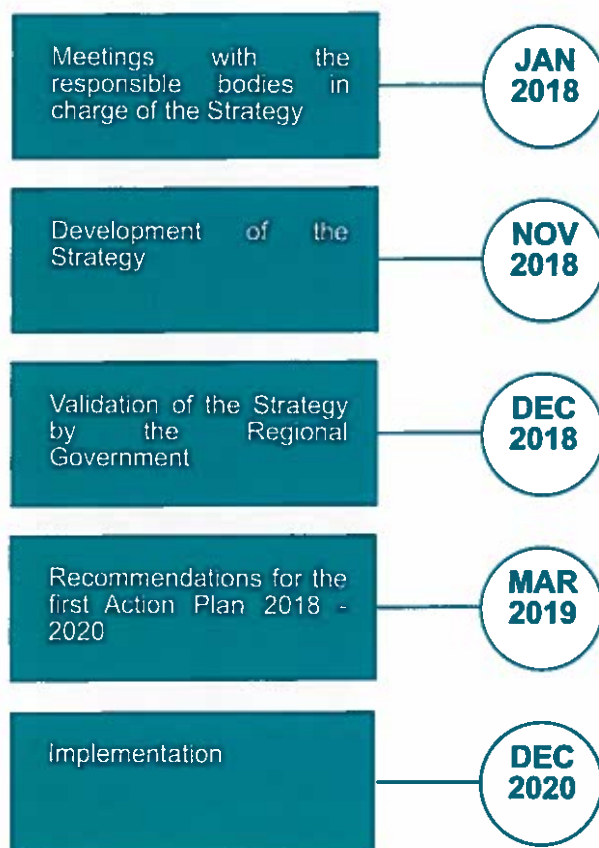 Meetings with the
responsible bodies in
charge of the Strategy
JAN
2018
Development of the
Strategy
NOV
2018
Validation of the Strategy
by the Regional
Government
DEC
2018
Recommendations for the
first Action Plan 2018 -
2020
MAR
2019
Implementation
DEC
2020